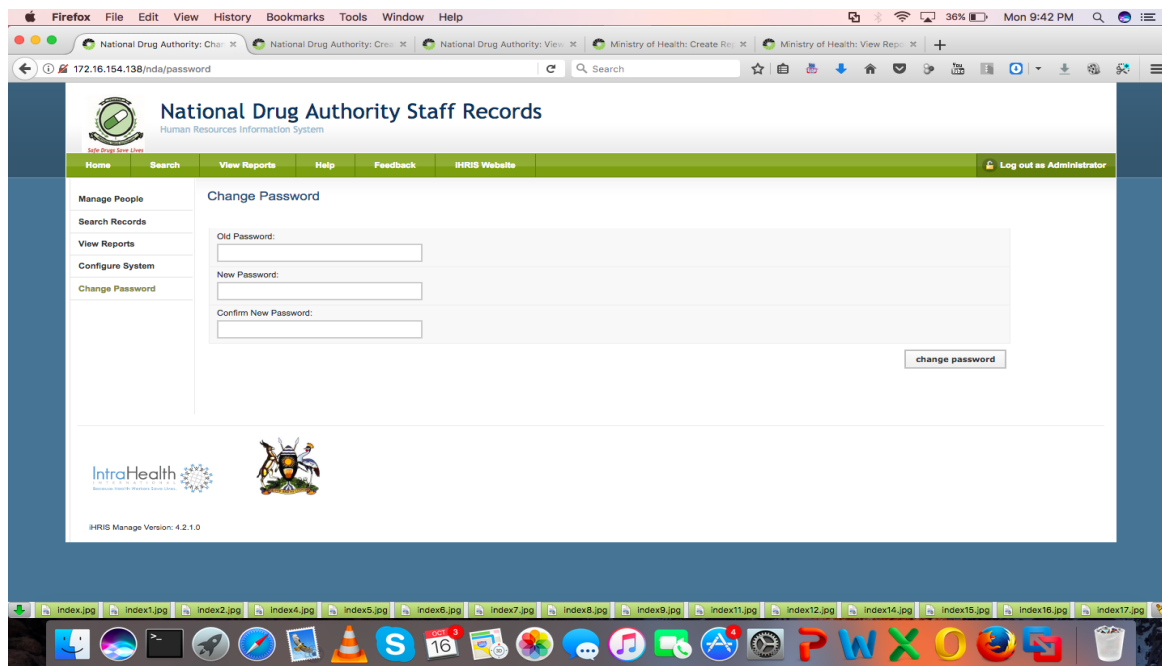 Firefox File Edit View History Bookmarks Tools Window Help 36% Mon 9:42 PM
National Drug Authority: Cha National Drug Authority: Crea National Drug Authority: View Ministry of Health: Create Re Ministry of Health: View Repo
172.16.154.138/nda/password Search
National Drug Authority Staff Records
Human Resources Information System
Safe Drugs Save Lives
Home Search View Reports Help Feedback iHRIS Website Log out as Administrator
Manage People
Search Records
View Reports
Configure System
Change Password
Change Password
Old Password:
New Password:
Confirm New Password:
change password
IntraHealth
INTERNATIONAL
iHRIS Manage Version: 4.2.1.0
index.jpg index1.jpg index2.jpg index4.jpg index5.jpg index6.jpg index7.jpg index8.jpg index9.jpg index11.jpg index12.jpg index14.jpg index15.jpg index16.jpg index17.jpg
OCT 3
16 4